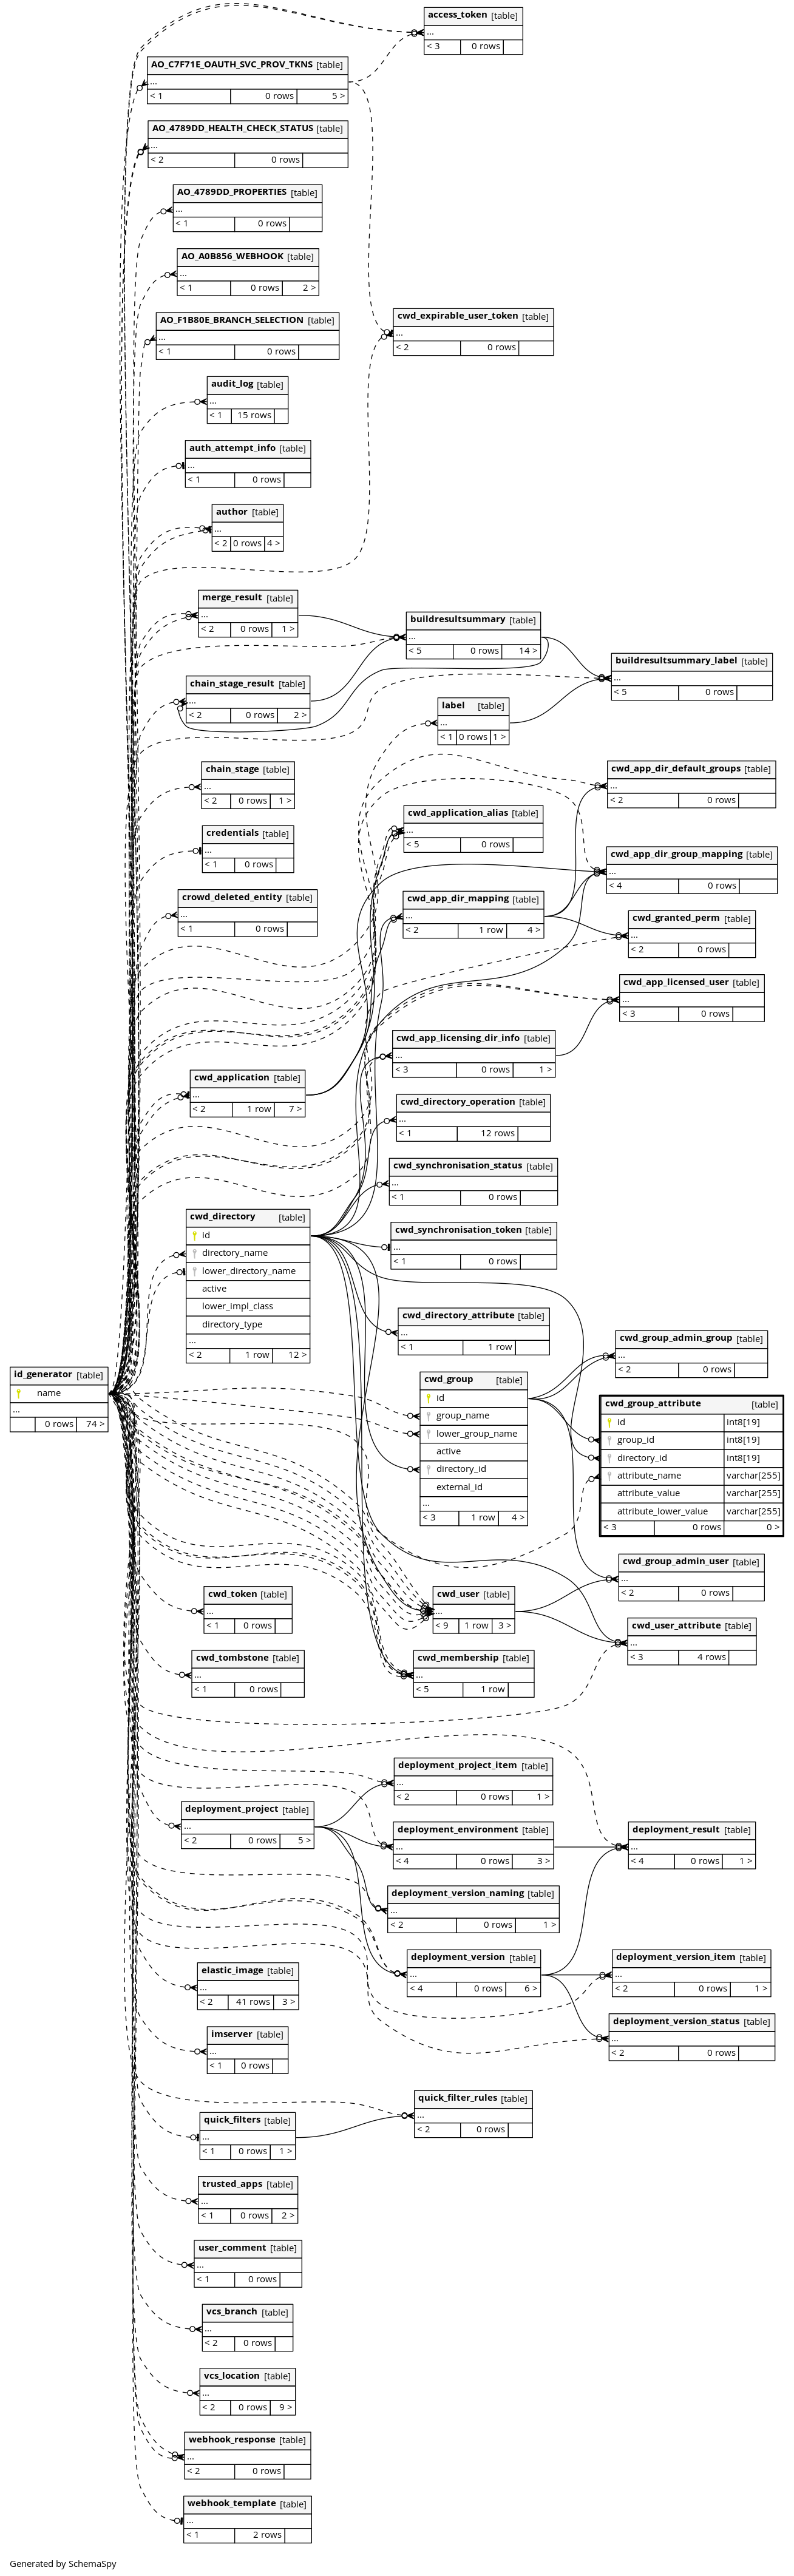 access_token [table]
...
< 3 0 rows
AO_C7F71E_OAUTH_SVC_PROV_TKNS [table]
...
< 1 0 rows 5 >
AO_4789DD_HEALTH_CHECK_STATUS [table]
...
< 2 0 rows
AO_4789DD_PROPERTIES [table]
...
< 1 0 rows
AO_A0B856_WEBHOOK [table]
...
< 1 0 rows 2 >
AO_F1B80E_BRANCH_SELECTION [table]
...
< 1 0 rows
cwd_expirable_user_token [table]
...
< 2 0 rows
audit_log [table]
...
< 1 15 rows
auth_attempt_info [table]
...
< 1 0 rows
author [table]
...
< 2 0 rows 4 >
merge_result [table]
...
< 2 0 rows 1 >
buildresultsummary [table]
...
< 5 0 rows 14 >
buildresultsummary_label [table]
...
< 5 0 rows
chain_stage_result [table]
...
< 2 0 rows 2 >
label [table]
...
< 1 0 rows 1 >
chain_stage [table]
...
< 2 0 rows 1 >
cwd_app_dir_default_groups [table]
...
< 2 0 rows
cwd_application_alias [table]
...
< 5 0 rows
credentials [table]
...
< 1 0 rows
cwd_app_dir_group_mapping [table]
...
< 4 0 rows
crowd_deleted_entity [table]
...
< 1 0 rows
cwd_app_dir_mapping [table]
...
< 2 1 row 4 >
cwd_granted_perm [table]
...
< 2 0 rows
cwd_app_licensed_user [table]
...
< 3 0 rows
cwd_app_licensing_dir_info [table]
...
< 3 0 rows 1 >
cwd_application [table]
...
< 2 1 row 7 >
cwd_directory_operation [table]
...
< 1 12 rows
cwd_synchronisation_status [table]
...
< 1 0 rows
cwd_directory [table]
id
directory_name
lower_directory_name
active
lower_impl_class
directory_type
...
< 2 1 row 12 >
cwd_synchronisation_token [table]
...
< 1 0 rows
cwd_directory_attribute [table]
...
< 1 1 row
cwd_group_admin_group [table]
...
< 2 0 rows
id_generator [table]
name
...
0 rows 74 >
cwd_group [table]
id
group_name
lower_group_name
active
directory_id
external_id
...
< 3 1 row 4 >
cwd_group_attribute [table]
id int8[19]
group_id int8[19]
directory_id int8[19]
attribute_name varchar[255]
attribute_value varchar[255]
attribute_lower_value varchar[255]
< 3 0 rows 0 >
cwd_group_admin_user [table]
...
< 2 0 rows
cwd_token [table]
...
< 1 0 rows
cwd_user [table]
...
< 9 1 row 3 >
cwd_user_attribute [table]
...
< 3 4 rows
cwd_tombstone [table]
...
< 1 0 rows
cwd_membership [table]
...
< 5 1 row
deployment_project_item [table]
...
< 2 0 rows 1 >
deployment_project [table]
...
< 2 0 rows 5 >
deployment_environment [table]
...
< 4 0 rows 3 >
deployment_result [table]
...
< 4 0 rows 1 >
deployment_version_naming [table]
...
< 2 0 rows 1 >
deployment_version [table]
...
< 4 0 rows 6 >
deployment_version_item [table]
...
< 2 0 rows 1 >
elastic_image [table]
...
< 2 41 rows 3 >
deployment_version_status [table]
...
< 2 0 rows
imserver [table]
...
< 1 0 rows
quick_filter_rules [table]
...
< 2 0 rows
quick_filters [table]
...
< 1 0 rows 1 >
trusted_apps [table]
...
< 1 0 rows 2 >
user_comment [table]
...
< 1 0 rows
vcs_branch [table]
...
< 2 0 rows
vcs_location [table]
...
< 2 0 rows 9 >
webhook_response [table]
...
< 2 0 rows
webhook_template [table]
...
< 1 2 rows
Generated by SchemaSpy